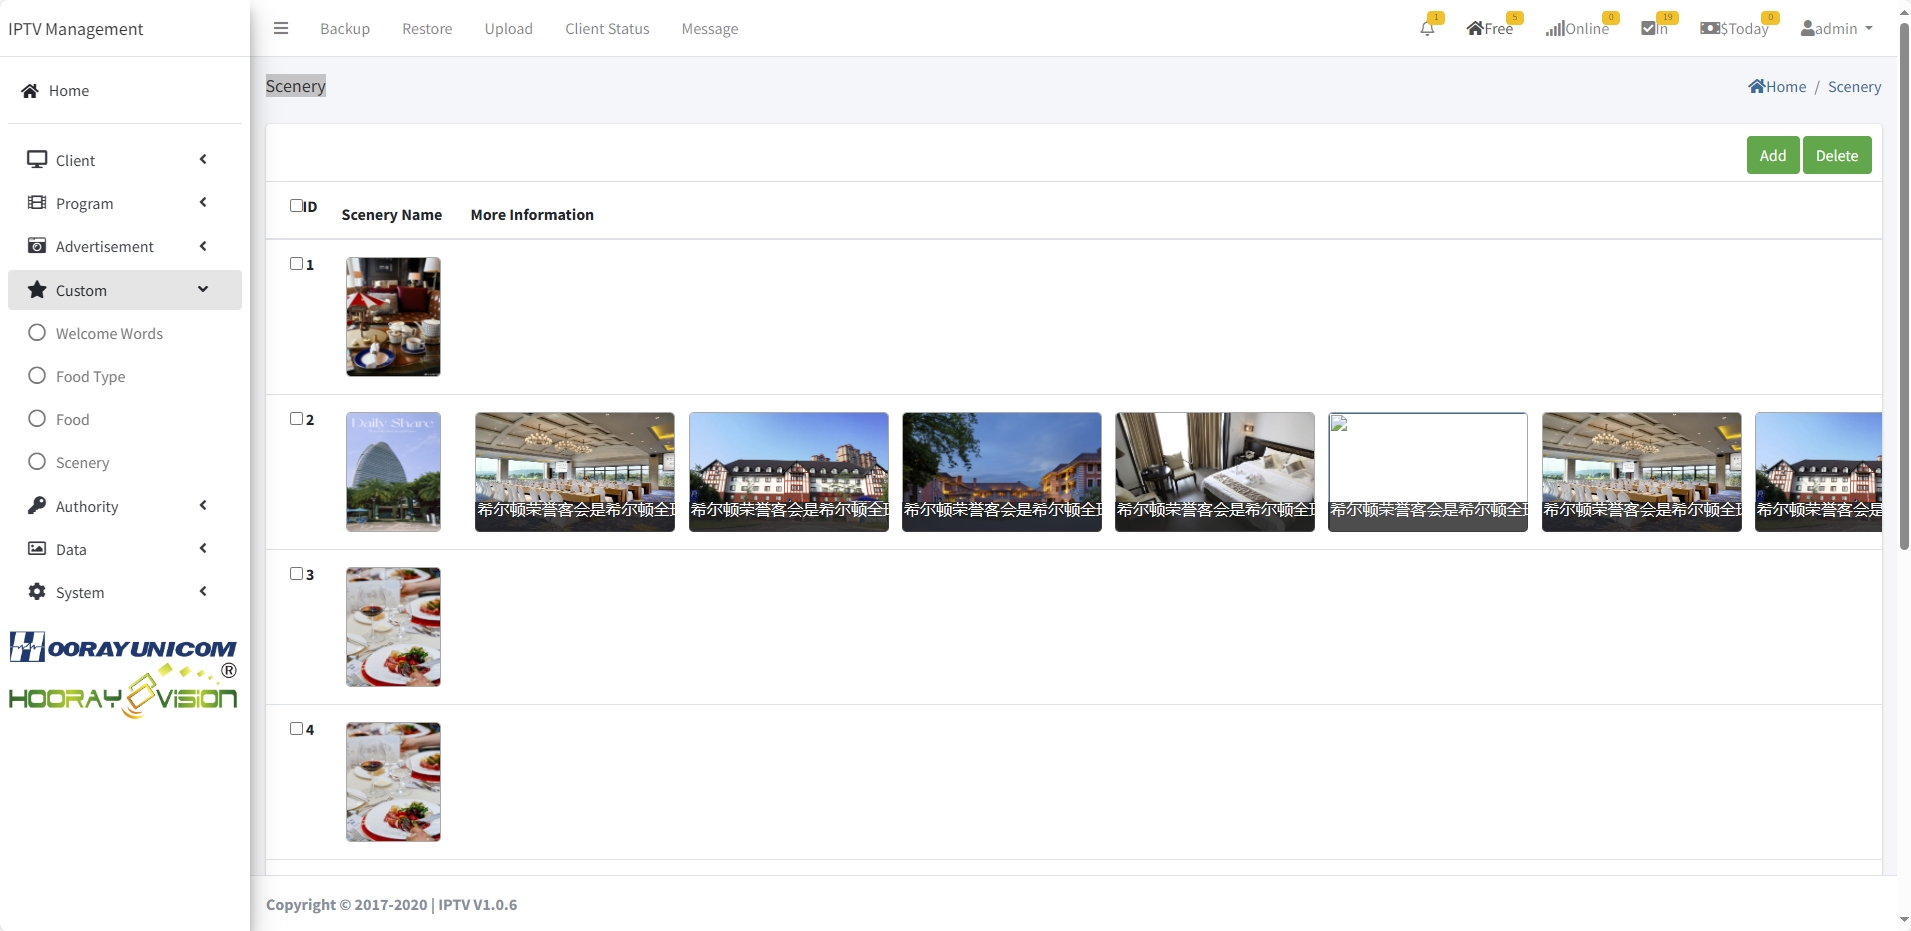 IPTV Management
Backup
Restore
Upload
Client Status
Message
1
Free
5
Online
0
In
19
$Today
0
admin
Home
Client
Program
Advertisement
Custom
Welcome Words
Food Type
Food
Scenery
Authority
Data
System
HOORAY UNICOM
HOORAY VISION ®
Scenery
Home / Scenery
Add
Delete
ID
Scenery Name
More Information
1
2
Daily Share
希尔顿荣誉客会是希尔顿全
希尔顿荣誉客会是希尔顿全
希尔顿荣誉客会是希尔顿全
希尔顿荣誉客会是希尔顿全
希尔顿荣誉客会是希尔顿全
希尔顿荣誉客会是希尔顿全
希尔顿荣誉客会是
3
4
Copyright © 2017-2020 | IPTV V1.0.6